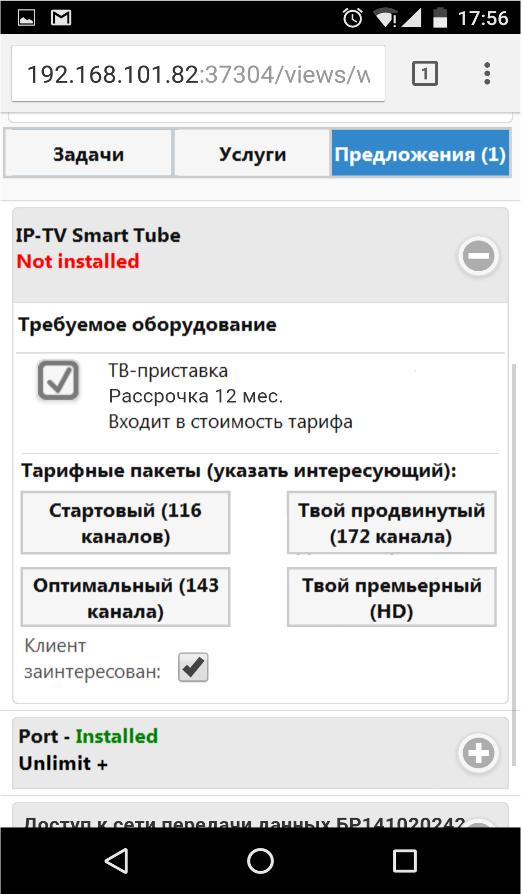 17:56
192.168.101.82:37304/views/w
1
Задачи
Услуги
Предложения (1)
IP-TV Smart Tube
Not installed
Требуемое оборудование
ТВ-приставка
Рассрочка 12 мес.
Входит в стоимость тарифа
Тарифные пакеты (указать интересующий):
Стартовый (116
каналов)
Твой продвинутый
(172 канала)
Оптимальный (143
канала)
Твой премьерный
(HD)
Клиент
заинтересован:
Port - Installed
Unlimit +
Доступ к сети передачи данных БР141020242